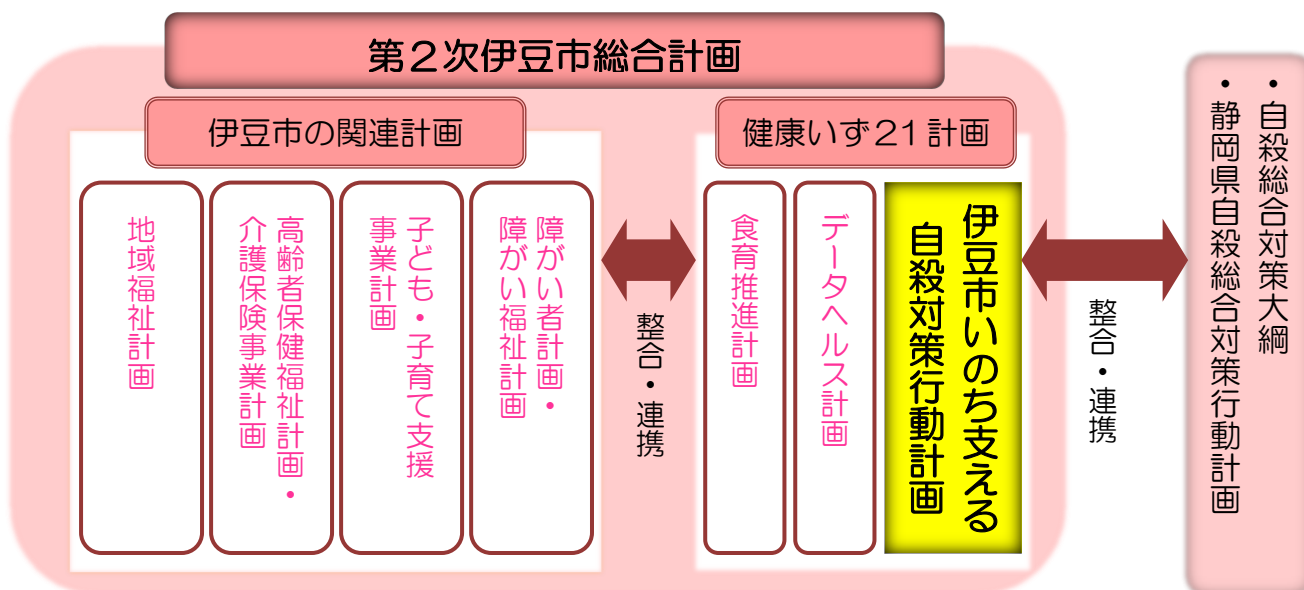 第２次伊豆市総合計画
伊豆市の関連計画
地域福祉計画
高齢者保健福祉計画・
介護保険事業計画
子ども・子育て支援
事業計画
障がい者計画・
障がい福祉計画
整合・連携
健康いず２１計画
食育推進計画
データヘルス計画
伊豆市いのち支える
自殺対策行動計画
整合・連携
・自殺総合対策大綱
・静岡県自殺総合対策行動計画